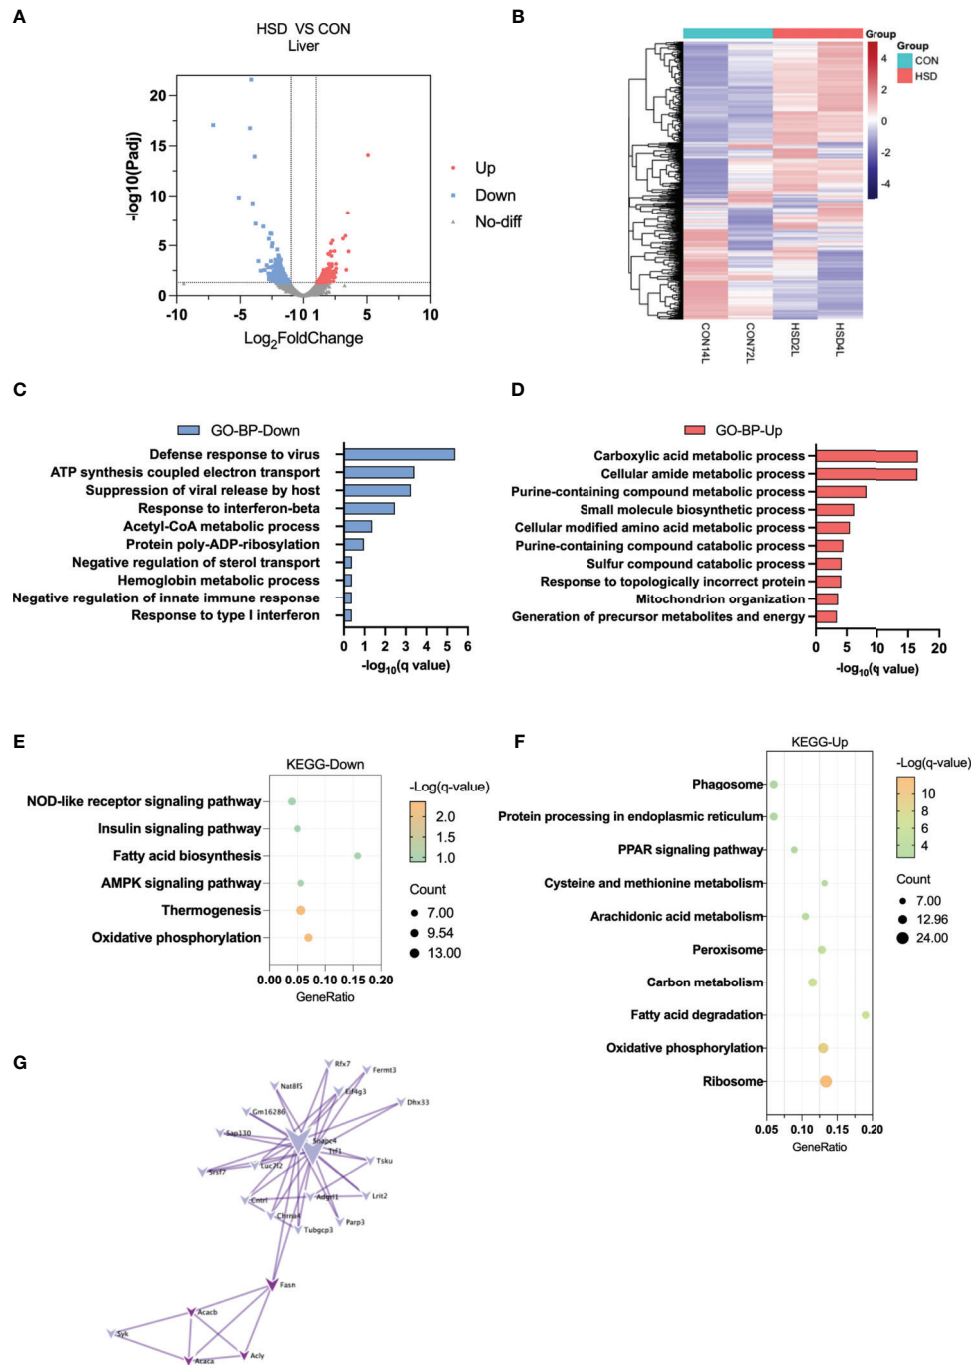 A
HSD VS CON
Liver
-log10(Padj)
20
15
10
5
0
-10
-5
-1 0 1
5
10
Log2FoldChange
Up
Down
No-diff
B
Group
4
2
0
-2
-4
Group
CON
HSD
CON14L
CON72L
HSD2L
HSD4L
C
GO-BP-Down
Defense response to virus
ATP synthesis coupled electron transport
Suppression of viral release by host
Response to interferon-beta
Acetyl-CoA metabolic process
Protein poly-ADP-ribosylation
Negative regulation of sterol transport
Hemoglobin metabolic process
Negative regulation of innate immune response
Response to type I interferon
0 1 2 3 4 5 6
-log10(q value)
D
GO-BP-Up
Carboxylic acid metabolic process
Cellular amide metabolic process
Purine-containing compound metabolic process
Small molecule biosynthetic process
Cellular modified amino acid metabolic process
Purine-containing compound catabolic process
Sulfur compound catabolic process
Response to topologically incorrect protein
Mitochondrion organization
Generation of precursor metabolites and energy
0 5 10 15 20
-log10(q value)
E
KEGG-Down
NOD-like receptor signaling pathway
Insulin signaling pathway
Fatty acid biosynthesis
AMPK signaling pathway
Thermogenesis
Oxidative phosphorylation
0.00 0.05 0.10 0.15 0.20
GeneRatio
-Log(q-value)
2.0
1.5
1.0
Count
7.00
9.54
13.00
F
KEGG-Up
Phagosome
Protein processing in endoplasmic reticulum
PPAR signaling pathway
Cysteine and methionine metabolism
Arachidonic acid metabolism
Peroxisome
Carbon metabolism
Fatty acid degradation
Oxidative phosphorylation
Ribosome
0.05 0.10 0.15 0.20
GeneRatio
-Log(q-value)
10
8
6
4
Count
7.00
12.96
24.00
G
Rfx7
Fermt3
Nat8f5
Eif4g3
Dhx33
Gm16286
Sap130
Snapc4
Ttf1
Tsku
Luc7l2
Srsf7
Adgrl1
Lrit2
Cntrl
Chrna4
Parp3
Tubgcp3
Fasn
Acacb
Syk
Acaca
Acly